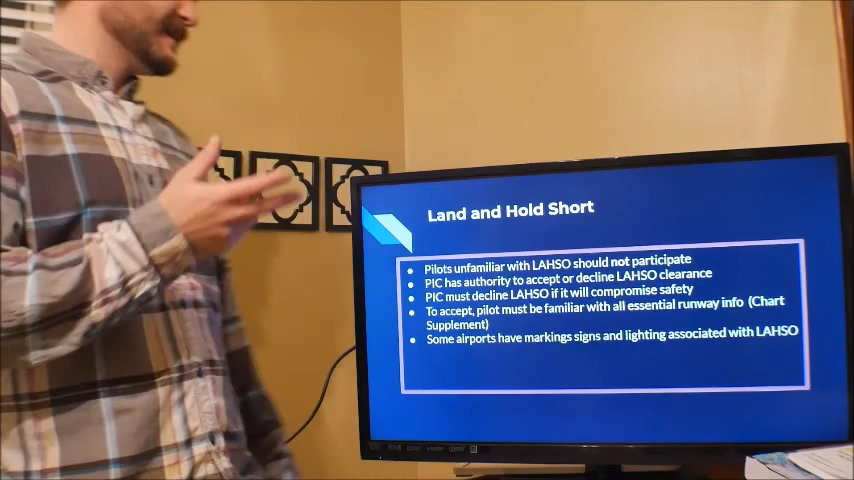 Land and Hold Short
● Pilots unfamiliar with LAHSO should not participate
● PIC has authority to accept or decline LAHSO clearance
● PIC must decline LAHSO if it will compromise safety
● To accept, pilot must be familiar with all essential runway info (Chart
Supplement)
● Some airports have markings signs and lighting associated with LAHSO